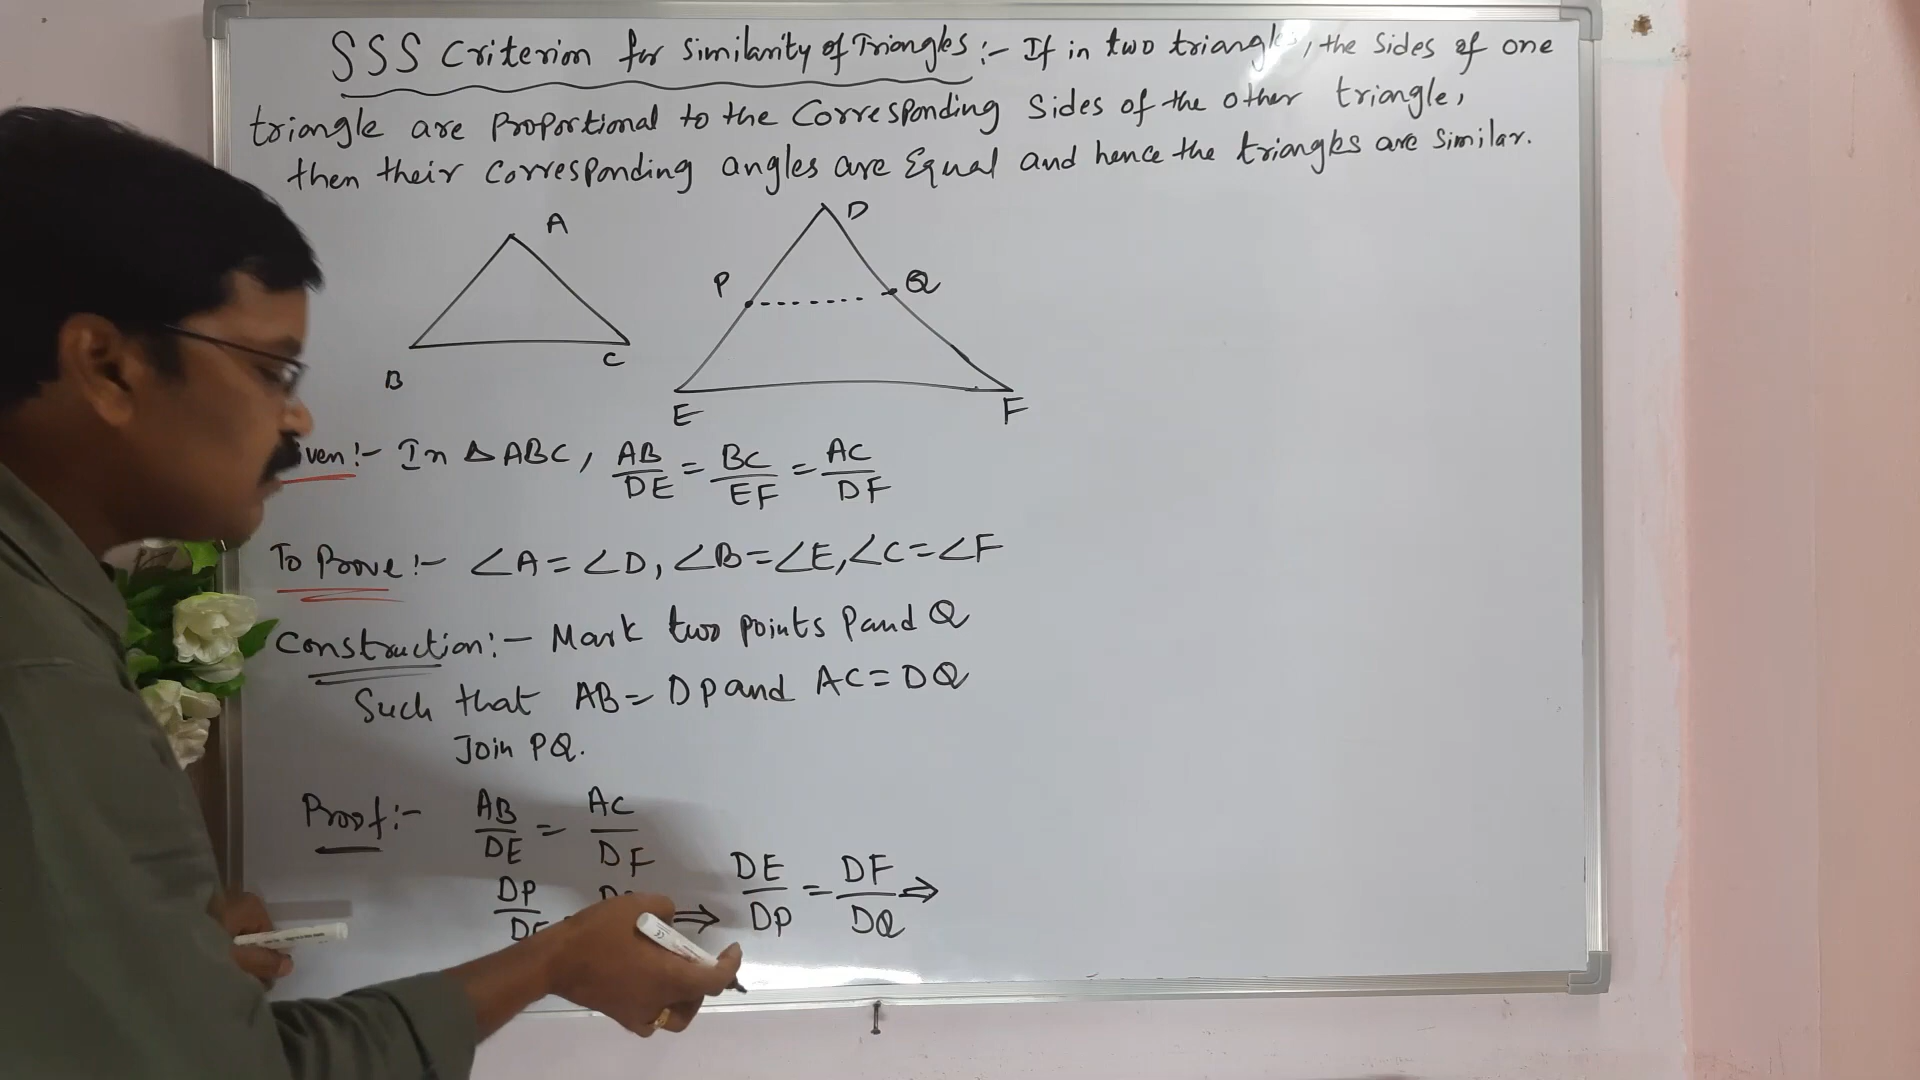 SSS Criterion for Similarity of Triangles :- If in two triangles, the Sides of one
triangle are Proportional to the Corresponding Sides of the other triangle,
then their Corresponding angles are Equal and hence the triangles are Similar.
A
B
C
D
P
Q
E
F
In △ABC, AB/DE = BC/EF = AC/DF
To Prove :- ∠A = ∠D, ∠B = ∠E, ∠C = ∠F
Construction :- Mark two points P and Q
Such that AB = DP and AC = DQ
Join PQ.
Proof :- AB/DE = AC/DF
DP ⇒ DE/DP = DF/DQ ⇒